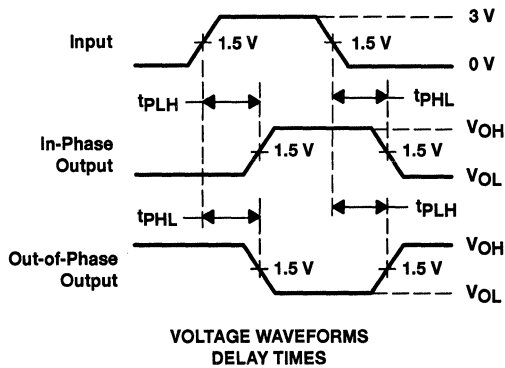 3 V
Input
1.5 V
1.5 V
0 V
tPLH
tPHL
In-Phase
Output
VOH
1.5 V
1.5 V
VOL
tPHL
tPLH
Out-of-Phase
Output
VOH
1.5 V
1.5 V
VOL
VOLTAGE WAVEFORMS
DELAY TIMES